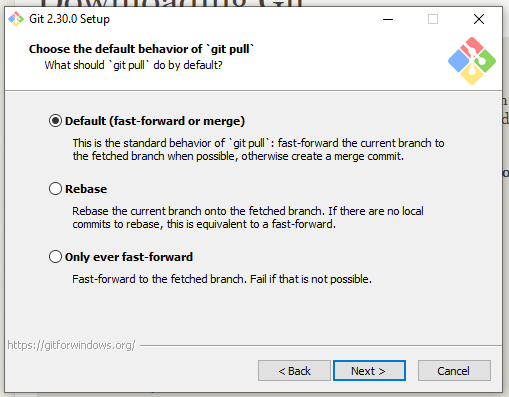 Downloading Git
Git 2.30.0 Setup
Choose the default behavior of `git pull`
What should `git pull` do by default?
Default (fast-forward or merge)
This is the standard behavior of `git pull`: fast-forward the current branch to
the fetched branch when possible, otherwise create a merge commit.
Rebase
Rebase the current branch onto the fetched branch. If there are no local
commits to rebase, this is equivalent to a fast-forward.
Only ever fast-forward
Fast-forward to the fetched branch. Fail if that is not possible.
https://gitforwindows.org/
< Back
Next >
Cancel